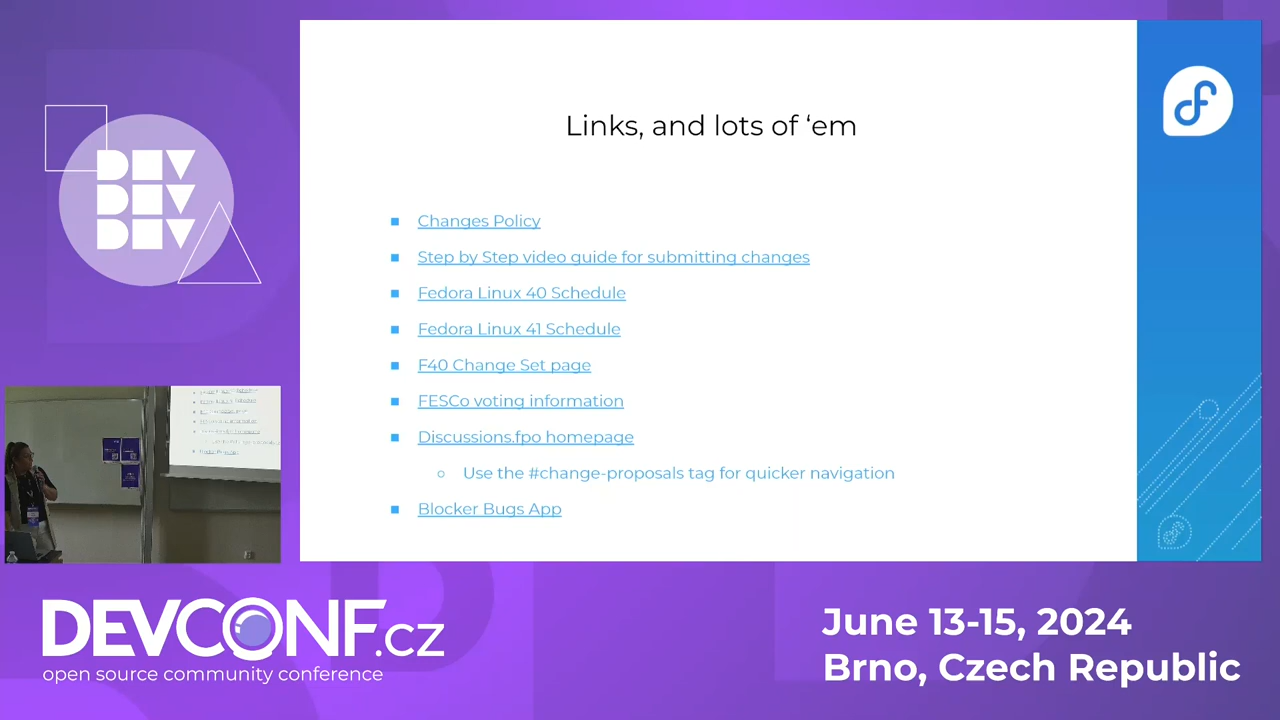 DEV
DEV
DEV
Links, and lots of ‘em
Changes Policy
Step by Step video guide for submitting changes
Fedora Linux 40 Schedule
Fedora Linux 41 Schedule
F40 Change Set page
FESCo voting information
Discussions.fpo homepage
Use the #change-proposals tag for quicker navigation
Blocker Bugs App
DEVCONF.cz
open source community conference
June 13-15, 2024
Brno, Czech Republic